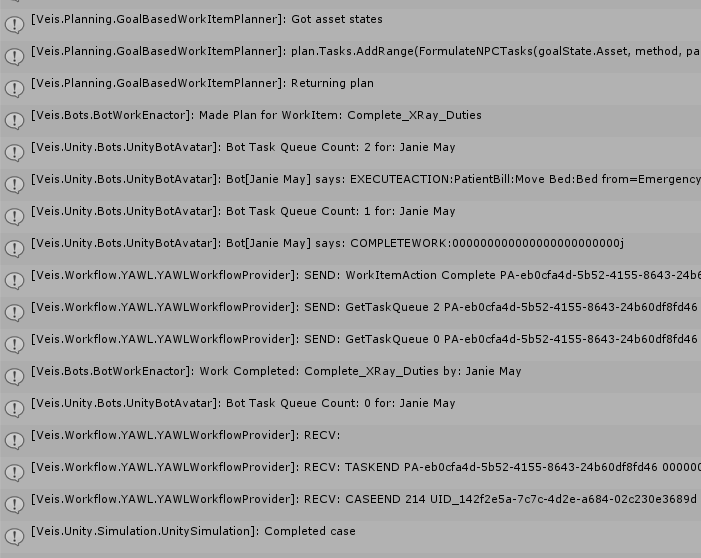 [Veis.Planning.GoalBasedWorkItemPlanner]: Got asset states
[Veis.Planning.GoalBasedWorkItemPlanner]: plan.Tasks.AddRange(FormulateNPCTasks(goalState.Asset, method, pa
[Veis.Planning.GoalBasedWorkItemPlanner]: Returning plan
[Veis.Bots.BotWorkEnactor]: Made Plan for WorkItem: Complete_XRay_Duties
[Veis.Unity.Bots.UnityBotAvatar]: Bot Task Queue Count: 2 for: Janie May
[Veis.Unity.Bots.UnityBotAvatar]: Bot[Janie May] says: EXECUTEACTION:PatientBill:Move Bed:Bed from=Emergency
[Veis.Unity.Bots.UnityBotAvatar]: Bot Task Queue Count: 1 for: Janie May
[Veis.Unity.Bots.UnityBotAvatar]: Bot[Janie May] says: COMPLETEWORK:000000000000000000000000j
[Veis.Workflow.YAWL.YAWLWorkflowProvider]: SEND: WorkItemAction Complete PA-eb0cfa4d-5b52-4155-8643-24b6
[Veis.Workflow.YAWL.YAWLWorkflowProvider]: SEND: GetTaskQueue 2 PA-eb0cfa4d-5b52-4155-8643-24b60df8fd46
[Veis.Workflow.YAWL.YAWLWorkflowProvider]: SEND: GetTaskQueue 0 PA-eb0cfa4d-5b52-4155-8643-24b60df8fd46
[Veis.Bots.BotWorkEnactor]: Work Completed: Complete_XRay_Duties by: Janie May
[Veis.Unity.Bots.UnityBotAvatar]: Bot Task Queue Count: 0 for: Janie May
[Veis.Workflow.YAWL.YAWLWorkflowProvider]: RECV:
[Veis.Workflow.YAWL.YAWLWorkflowProvider]: RECV: TASKEND PA-eb0cfa4d-5b52-4155-8643-24b60df8fd46 000000
[Veis.Workflow.YAWL.YAWLWorkflowProvider]: RECV: CASEEND 214 UID_142f2e5a-7c7c-4d2e-a684-02c230e3689d
[Veis.Unity.Simulation.UnitySimulation]: Completed case